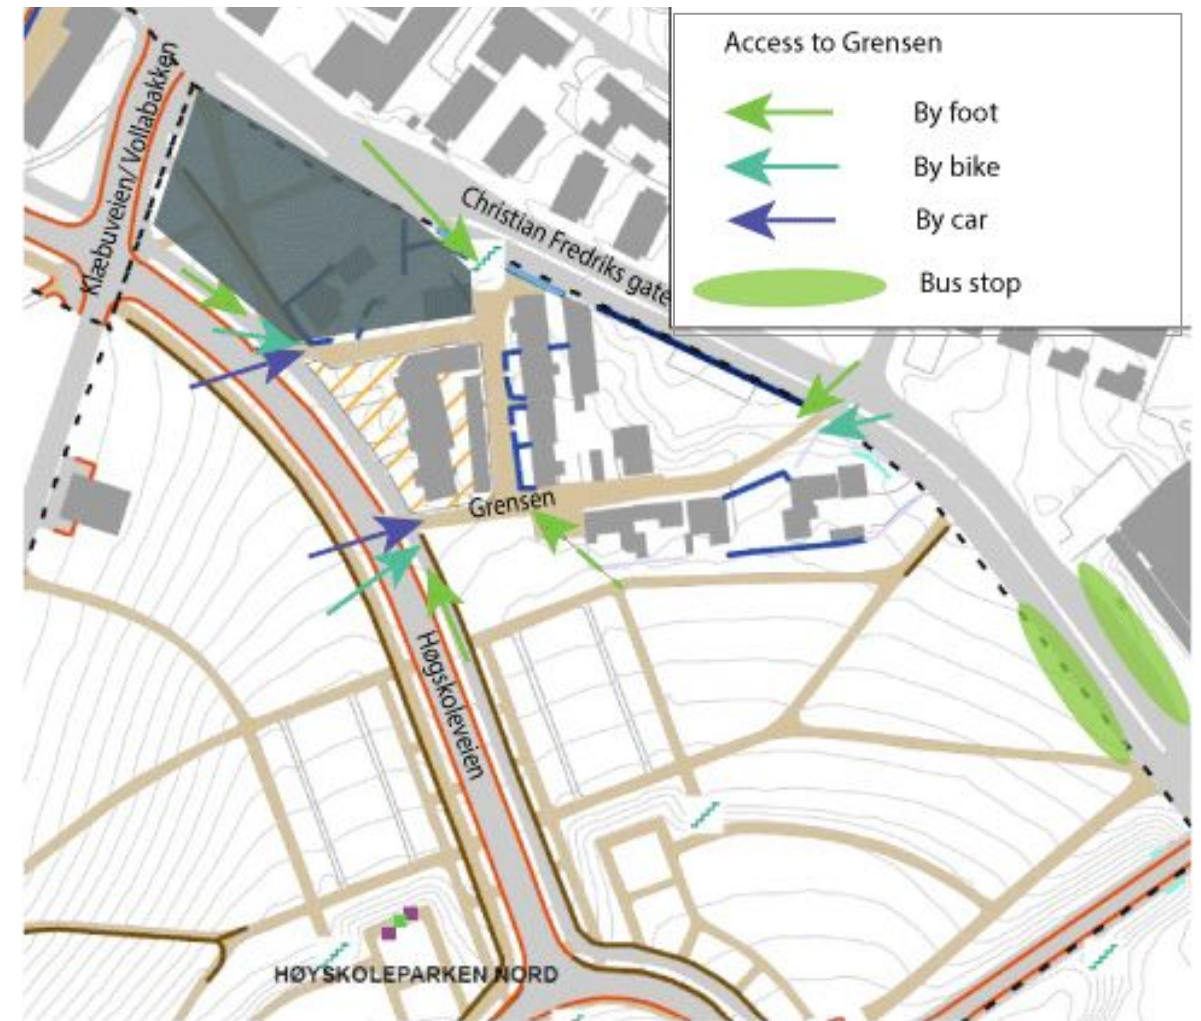 Access to Grensen
By foot
By bike
By car
Bus stop
Klæbuveien/Vollabakken
Christian Fredriks gate
Grensen
Høgskoleveien
HØYSKOLEPARKEN NORD